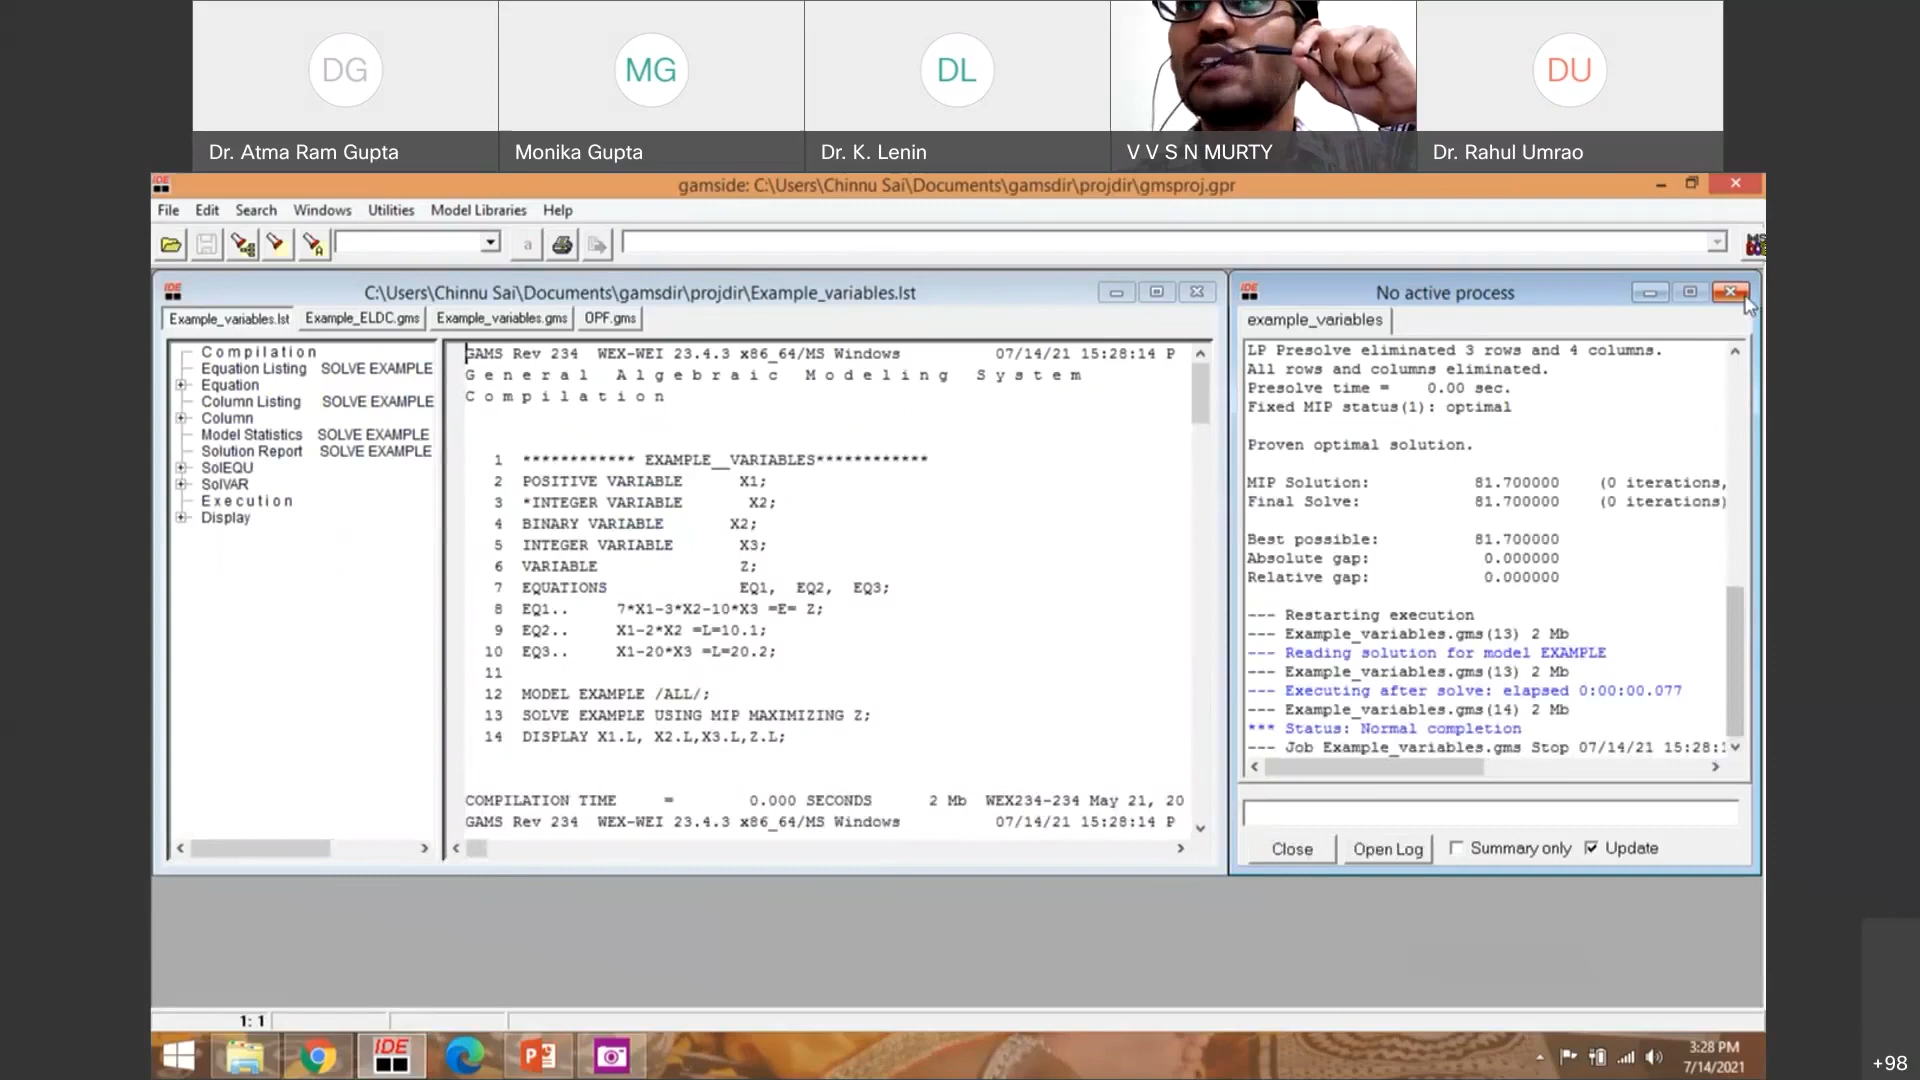 DG
MG
DL
DU
Dr. Atma Ram Gupta
Monika Gupta
Dr. K. Lenin
V V S N MURTY
Dr. Rahul Umrao
IDE
gamside: C:\Users\Chinnu Sai\Documents\gamsdir\projdir\gmsproj.gpr
File Edit Search Windows Utilities Model Libraries Help
a
IDE
C:\Users\Chinnu Sai\Documents\gamsdir\projdir\Example_variables.lst
Example_variables.lst Example_ELDC.gms Example_variables.gms OPF.gms
Compilation
Equation Listing SOLVE EXAMPLE
Equation
Column Listing SOLVE EXAMPLE
Column
Model Statistics SOLVE EXAMPLE
Solution Report SOLVE EXAMPLE
SolEQU
SolVAR
Execution
Display
GAMS Rev 234 WEX-WEI 23.4.3 x86_64/MS Windows 07/14/21 15:28:14 P
General Algebraic Modeling System
Compilation
1 ************ EXAMPLE__VARIABLES************
2 POSITIVE VARIABLE X1;
3 *INTEGER VARIABLE X2;
4 BINARY VARIABLE X2;
5 INTEGER VARIABLE X3;
6 VARIABLE Z;
7 EQUATIONS EQ1, EQ2, EQ3;
8 EQ1.. 7*X1-3*X2-10*X3 =E= Z;
9 EQ2.. X1-2*X2 =L=10.1;
10 EQ3.. X1-20*X3 =L=20.2;
11
12 MODEL EXAMPLE /ALL/;
13 SOLVE EXAMPLE USING MIP MAXIMIZING Z;
14 DISPLAY X1.L, X2.L,X3.L,Z.L;
COMPILATION TIME = 0.000 SECONDS 2 Mb WEX234-234 May 21, 20
GAMS Rev 234 WEX-WEI 23.4.3 x86_64/MS Windows 07/14/21 15:28:14 P
IDE
No active process
example_variables
LP Presolve eliminated 3 rows and 4 columns.
All rows and columns eliminated.
Presolve time = 0.00 sec.
Fixed MIP status(1): optimal
Proven optimal solution.
MIP Solution: 81.700000 (0 iterations,
Final Solve: 81.700000 (0 iterations)
Best possible: 81.700000
Absolute gap: 0.000000
Relative gap: 0.000000
--- Restarting execution
--- Example_variables.gms(13) 2 Mb
--- Reading solution for model EXAMPLE
--- Example_variables.gms(13) 2 Mb
--- Executing after solve: elapsed 0:00:00.077
--- Example_variables.gms(14) 2 Mb
*** Status: Normal completion
--- Job Example_variables.gms Stop 07/14/21 15:28:1
Close Open Log Summary only Update
1: 1
IDE
3:28 PM
7/14/2021
+98